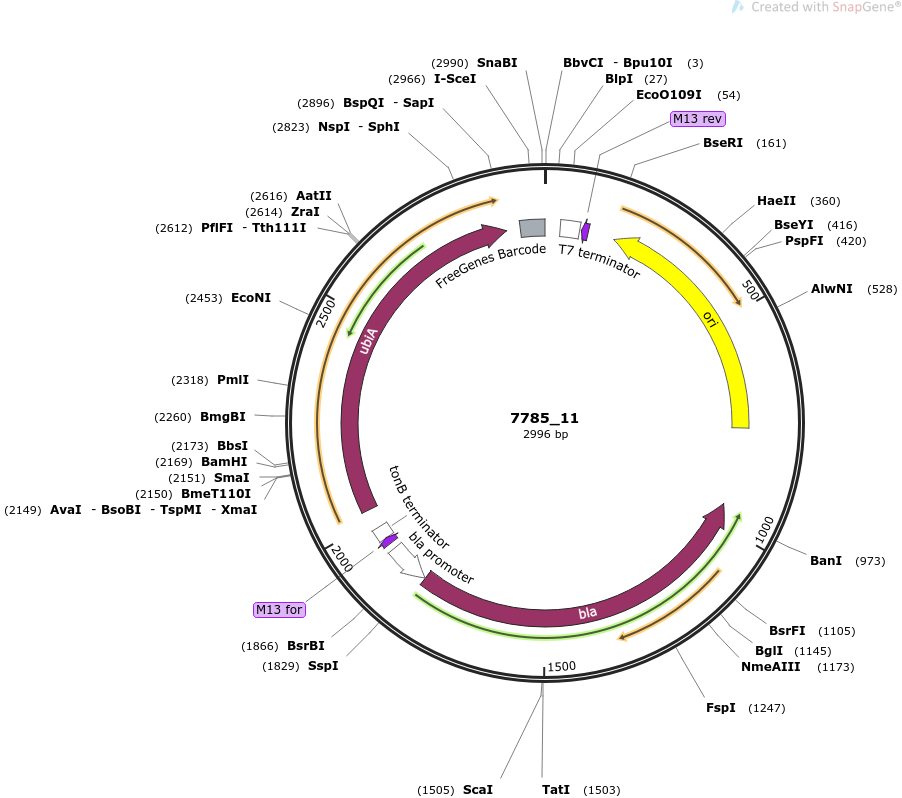 Created with SnapGene®
(2990) SnaBI
(2966) I-SceI
(2896) BspQI - SapI
(2823) NspI - SphI
(2616) AatII
(2614) ZraI
(2612) PflFI - Tth111I
(2453) EcoNI
(2318) PmlI
(2260) BmgBI
(2173) BbsI
(2169) BamHI
(2151) SmaI
(2150) BmeT110I
(2149) AvaI - BsoBI - TspMI - XmaI
M13 for
(1866) BsrBI
(1829) SspI
(1505) ScaI
BbvCI - Bpu10I (3)
BlpI (27)
EcoO109I (54)
M13 rev
BseRI (161)
HaeII (360)
BseYI (416)
PspFI (420)
AlwNI (528)
BanI (973)
BsrFI (1105)
BglI (1145)
NmeAIII (1173)
FspI (1247)
TatI (1503)
500
1000
1500
2000
2500
FreeGenes Barcode
T7 terminator
ori
ubiA
7785_11
2996 bp
tonB terminator
bla promoter
bla